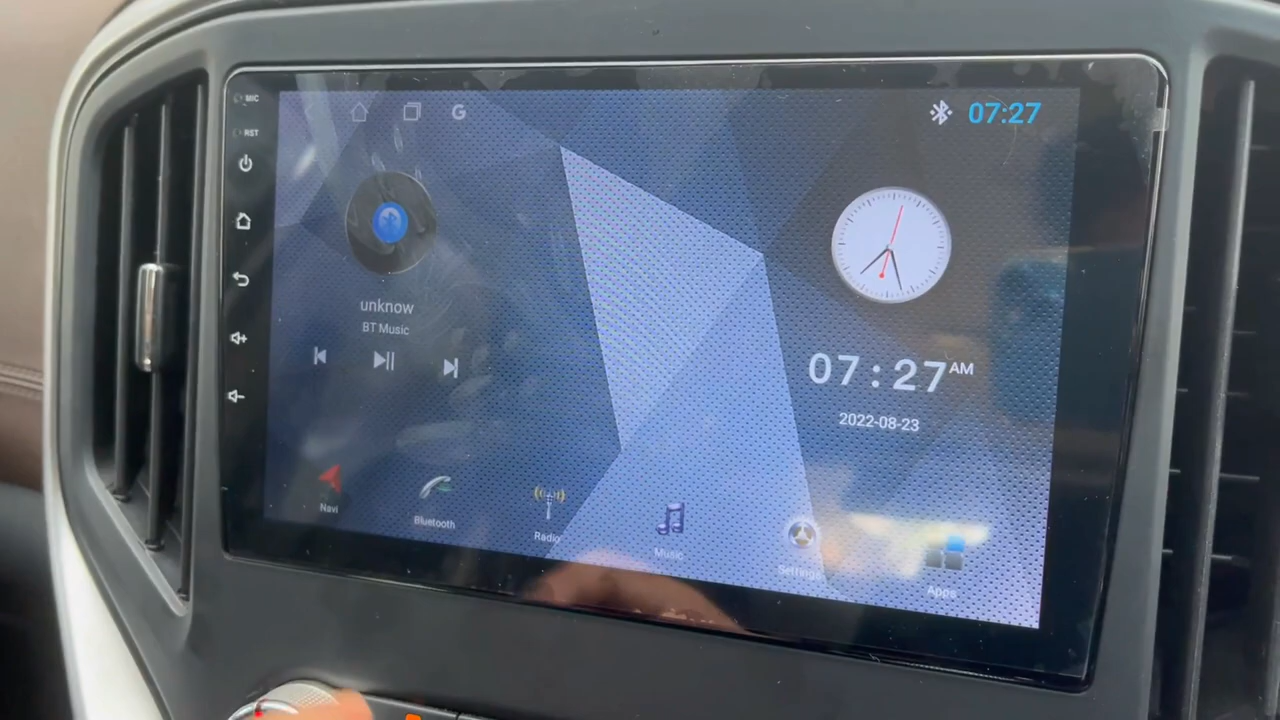 MIC
RST
G
07:27
unknow
BT Music
07:27 AM
2022-08-23
Navi
Bluetooth
Radio
Music
Settings
Apps